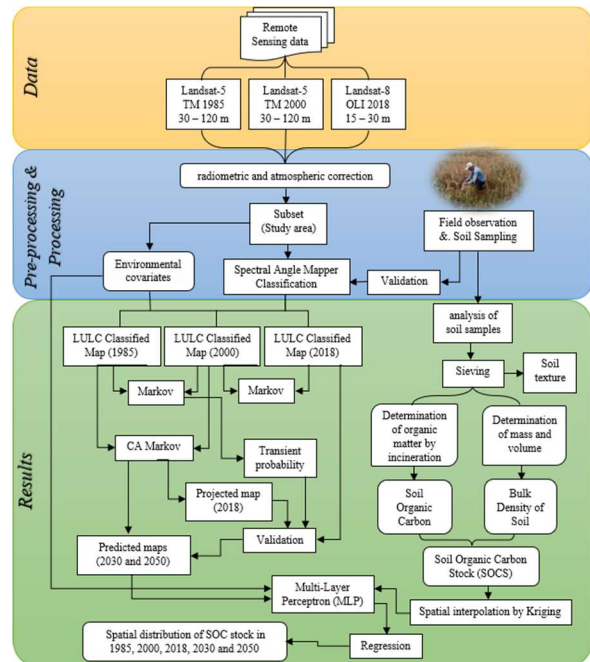 Data
Remote
Sensing data
Landsat-5
TM 1985
30 – 120 m
Landsat-5
TM 2000
30 – 120 m
Landsat-8
OLI 2018
15 – 30 m
Pre-processing &
Processing
radiometric and atmospheric correction
Subset
(Study area)
Field observation
&. Soil Sampling
Environmental
covariates
Spectral Angle Mapper
Classification
Validation
Results
LULC Classified
Map (1985)
LULC Classified
Map (2000)
LULC Classified
Map (2018)
analysis of
soil samples
Sieving
Soil
texture
Markov
Markov
Determination
of organic
matter by
incineration
Determination
of mass and
volume
CA Markov
Transient
probability
Projected map
(2018)
Soil
Organic
Carbon
Bulk
Density of
Soil
Validation
Predicted maps
(2030 and 2050)
Soil Organic Carbon
Stock (SOCS)
Multi-Layer
Perceptron (MLP)
Spatial interpolation by Kriging
Spatial distribution of SOC stock in
1985, 2000, 2018, 2030 and 2050
Regression